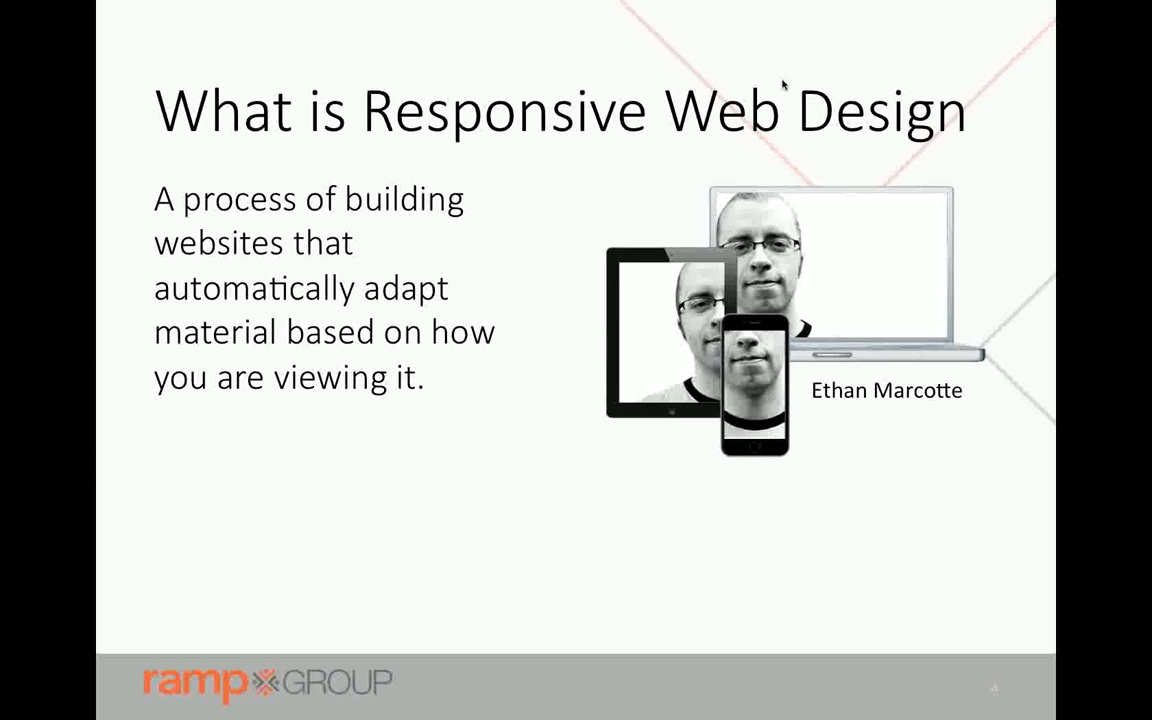 What is Responsive Web Design
A process of building
websites that
automatically adapt
material based on how
you are viewing it.
Ethan Marcotte
ramp GROUP
4